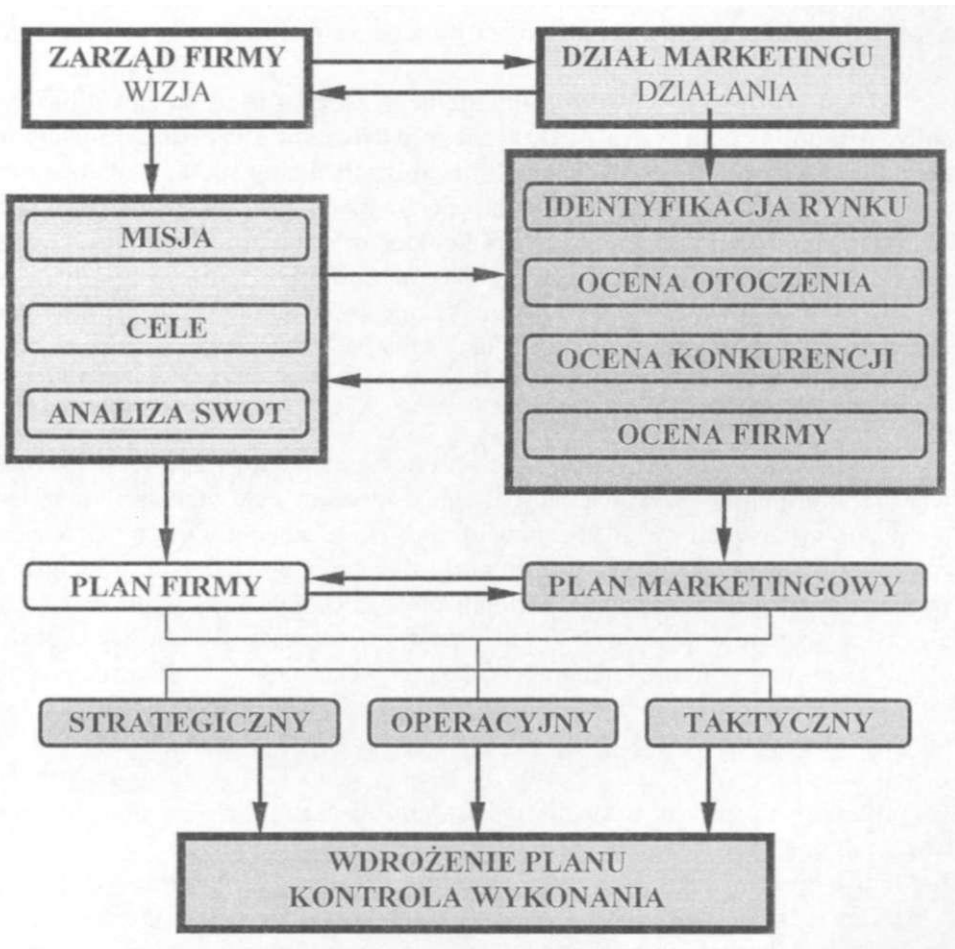 ZARZĄD FIRMY
WIZJA
DZIAŁ MARKETINGU
DZIAŁANIA
MISJA
CELE
ANALIZA SWOT
IDENTYFIKACJA RYNKU
OCENA OTOCZENIA
OCENA KONKURENCJI
OCENA FIRMY
PLAN FIRMY
PLAN MARKETINGOWY
STRATEGICZNY
OPERACYJNY
TAKTYCZNY
WDROŻENIE PLANU
KONTROLA WYKONANIA